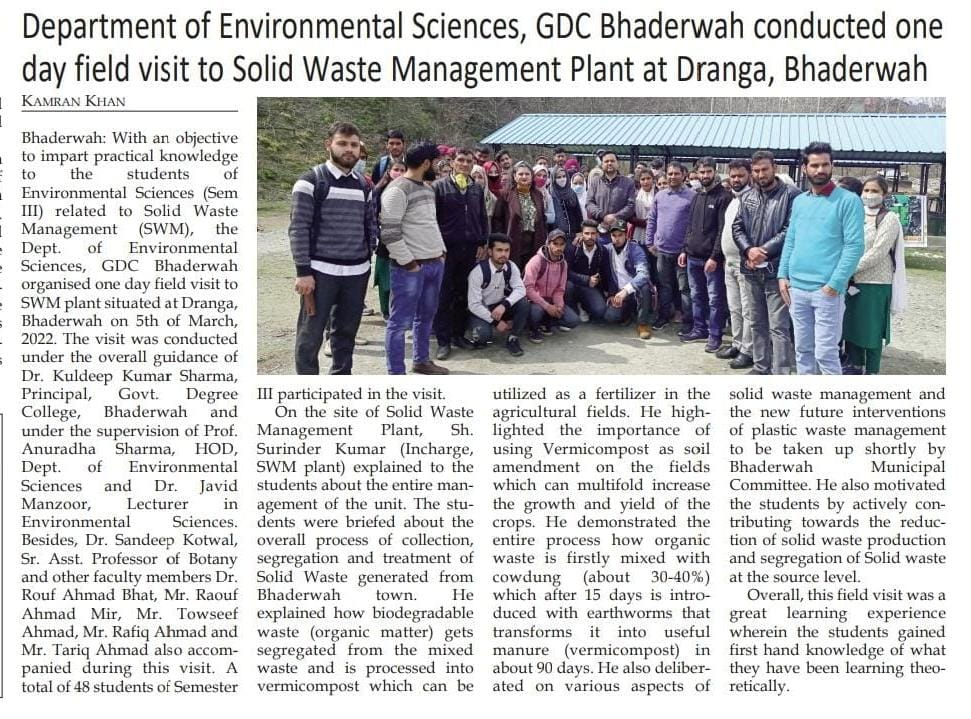 Department of Environmental Sciences, GDC Bhaderwah conducted one
day field visit to Solid Waste Management Plant at Dranga, Bhaderwah
KAMRAN KHAN
Bhaderwah: With an objective
to impart practical knowledge
to the students of
Environmental Sciences (Sem
III) related to Solid Waste
Management (SWM), the
Dept. of Environmental
Sciences, GDC Bhaderwah
organised one day field visit to
SWM plant situated at Dranga,
Bhaderwah on 5th of March,
2022. The visit was conducted
under the overall guidance of
Dr. Kuldeep Kumar Sharma,
Principal, Govt. Degree
College, Bhaderwah and
under the supervision of Prof.
Anuradha Sharma, HOD,
Dept. of Environmental
Sciences and Dr. Javid
Manzoor, Lecturer in
Environmental Sciences.
Besides, Dr. Sandeep Kotwal,
Sr. Asst. Professor of Botany
and other faculty members Dr.
Rouf Ahmad Bhat, Mr. Raouf
Ahmad Mir, Mr. Towseef
Ahmad, Mr. Rafiq Ahmad and
Mr. Tariq Ahmad also accom-
panied during this visit. A
total of 48 students of Semester
III participated in the visit.
On the site of Solid Waste
Management Plant, Sh.
Surinder Kumar (Incharge,
SWM plant) explained to the
students about the entire man-
agement of the unit. The stu-
dents were briefed about the
overall process of collection,
segregation and treatment of
Solid Waste generated from
Bhaderwah town. He
explained how biodegradable
waste (organic matter) gets
segregated from the mixed
waste and is processed into
vermicompost which can be
utilized as a fertilizer in the
agricultural fields. He high-
lighted the importance of
using Vermicompost as soil
amendment on the fields
which can multifold increase
the growth and yield of the
crops. He demonstrated the
entire process how organic
waste is firstly mixed with
cowdung (about 30-40%)
which after 15 days is intro-
duced with earthworms that
transforms it into useful
manure (vermicompost) in
about 90 days. He also deliber-
ated on various aspects of
solid waste management and
the new future interventions
of plastic waste management
to be taken up shortly by
Bhaderwah Municipal
Committee. He also motivated
the students by actively con-
tributing towards the reduc-
tion of solid waste production
and segregation of Solid waste
at the source level.
Overall, this field visit was a
great learning experience
wherein the students gained
first hand knowledge of what
they have been learning theo-
retically.